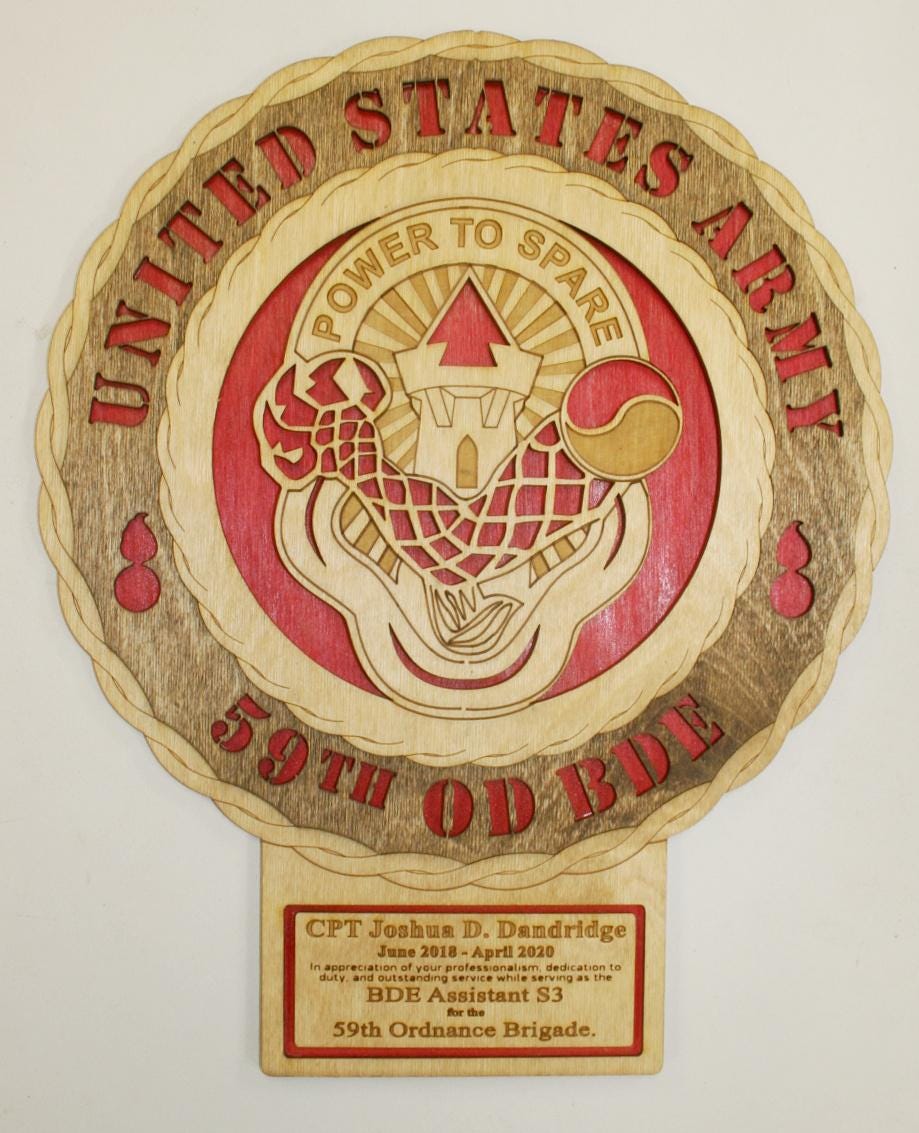 UNITED STATES ARMY
POWER TO SPARE
59TH OD BDE
CPT Joshua D. Dandridge
June 2018 - April 2020
In appreciation of your professionalism, dedication to
duty, and outstanding service while serving as the
BDE Assistant S3
for the
59th Ordnance Brigade.